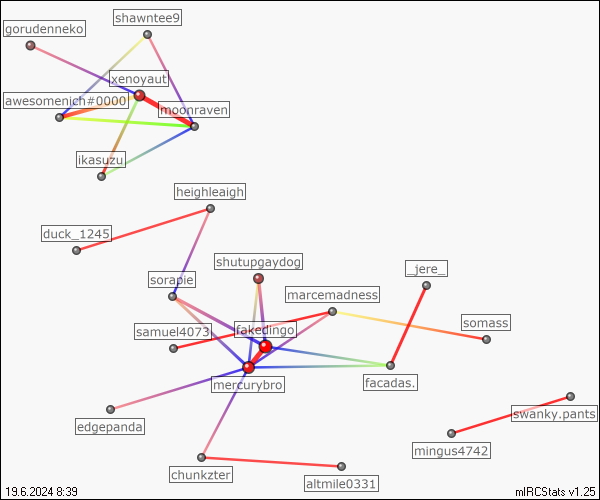 shawntee9
gorudenneko
xenoyaut
awesomenich#0000
moonraven
ikasuzu
heighleaigh
duck_1245
shutupgaydog
_jere_
sorapie
marcemadness
samuel4073
fakedingo
somass
mercurybro
facadas.
swanky.pants
edgepanda
mingus4742
chunkzter
altmile0331
19.6.2024 8:39
mIRCStats v1.25